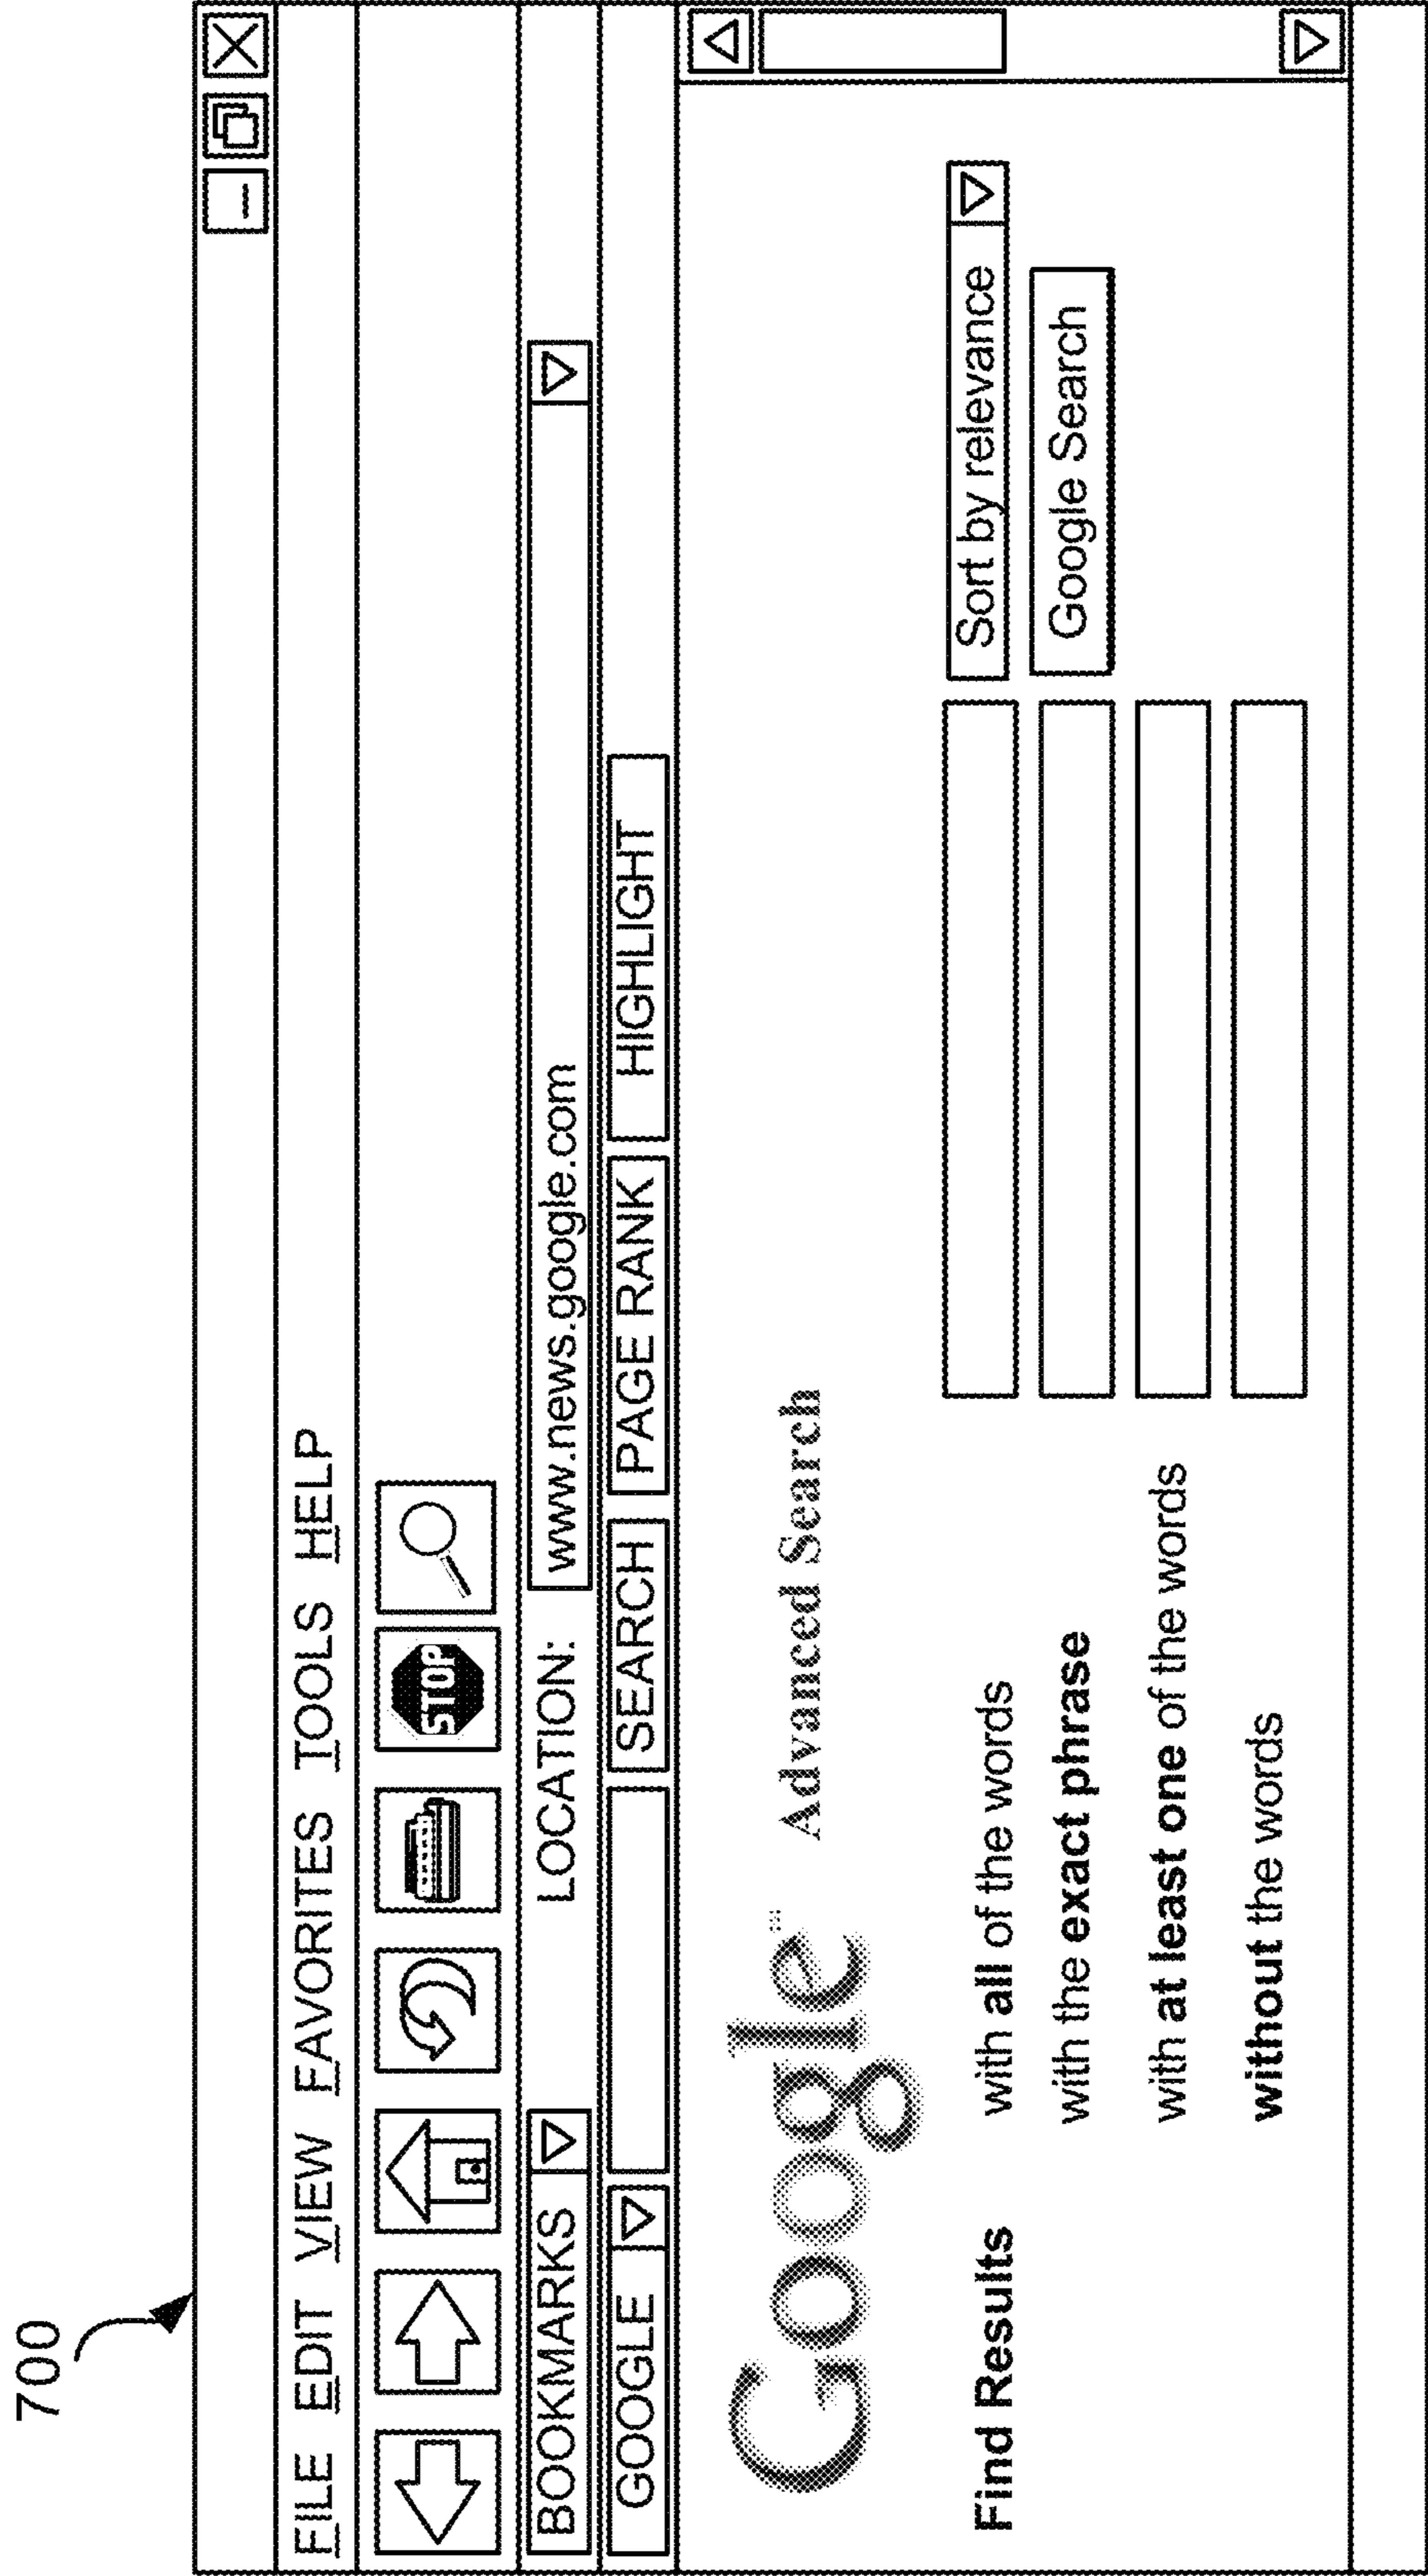 700
FILE EDIT VIEW FAVORITES TOOLS HELP
STOP
BOOKMARKS LOCATION: www.news.google.com
GOOGLE SEARCH PAGE RANK HIGHLIGHT
Google Advanced Search
Find Results with all of the words Sort by relevance
with the exact phrase Google Search
with at least one of the words
without the words